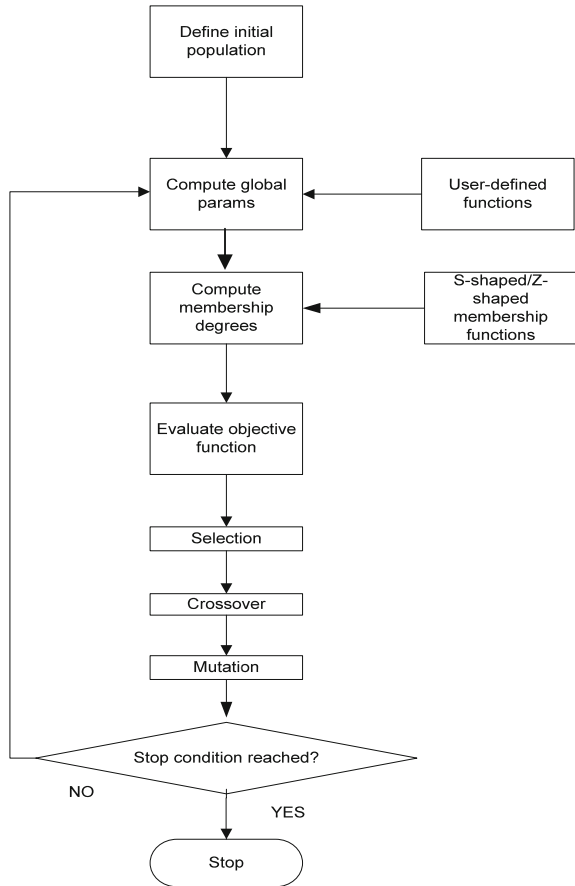 Define initial
population
Compute global
params
User-defined
functions
Compute
membership
degrees
S-shaped/Z-
shaped
membership
functions
Evaluate objective
function
Selection
Crossover
Mutation
Stop condition reached?
NO
YES
Stop